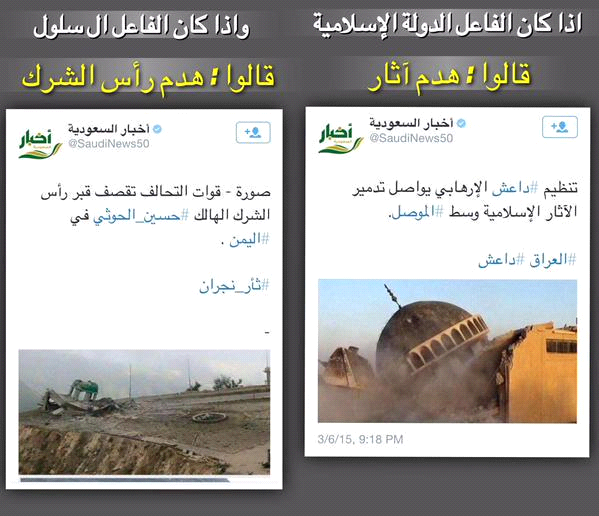 اذا كان الفاعل الدولة الإسلامية
قالوا : هدم آثار
أخبار السعودية
@SaudiNews50
أخبار
السعودية
تنظيم #داعش الإرهابي يواصل تدمير
الآثار الإسلامية وسط #الموصل.
#العراق #داعش
3/6/15, 9:18 PM
واذا كان الفاعل ال سلول
قالوا : هدم رأس الشرك
أخبار السعودية
@SaudiNews50
أخبار
السعودية
صورة - قوات التحالف تقصف قبر رأس
الشرك الهالك #حسين_الحوثي في
#اليمن .
#ثأر_نجران
-